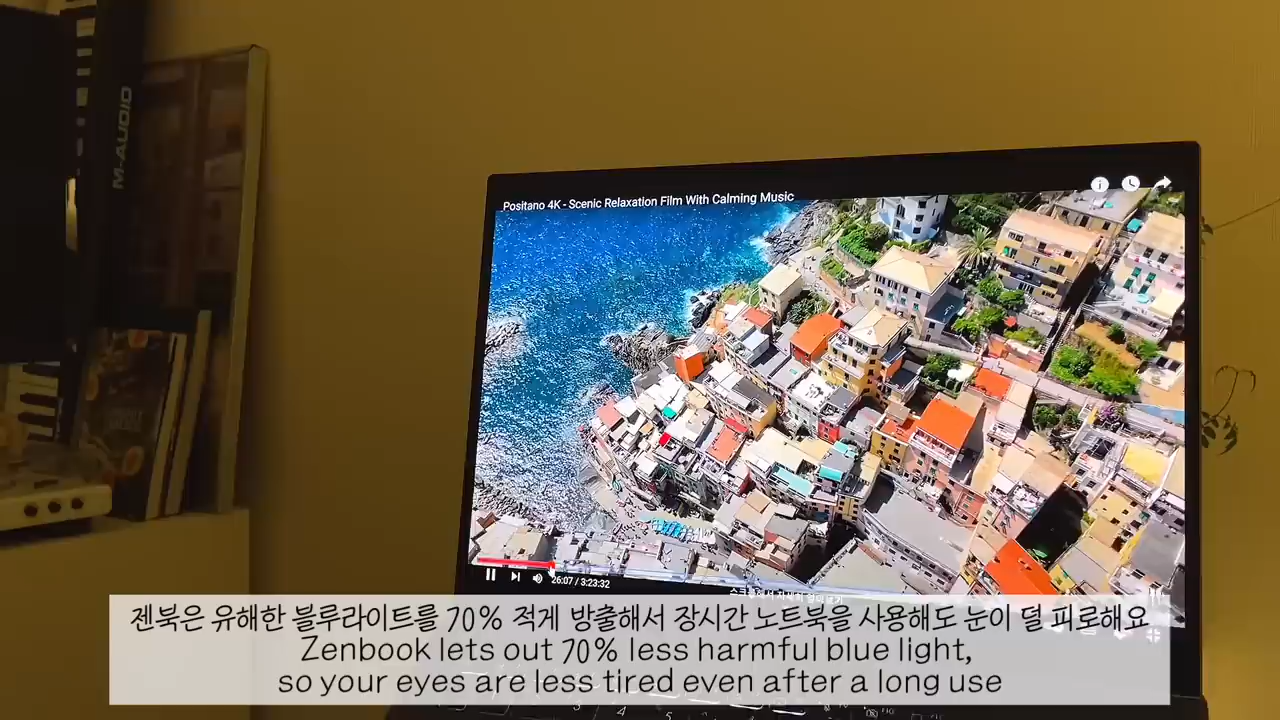 M-AUDIO
Positano 4K - Scenic Relaxation Film With Calming Music
26:07 / 3:23:32
젠북은 유해한 블루라이트를 70% 적게 방출해서 장시간 노트북을 사용해도 눈이 덜 피로해요
Zenbook lets out 70% less harmful blue light,
so your eyes are less tired even after a long use